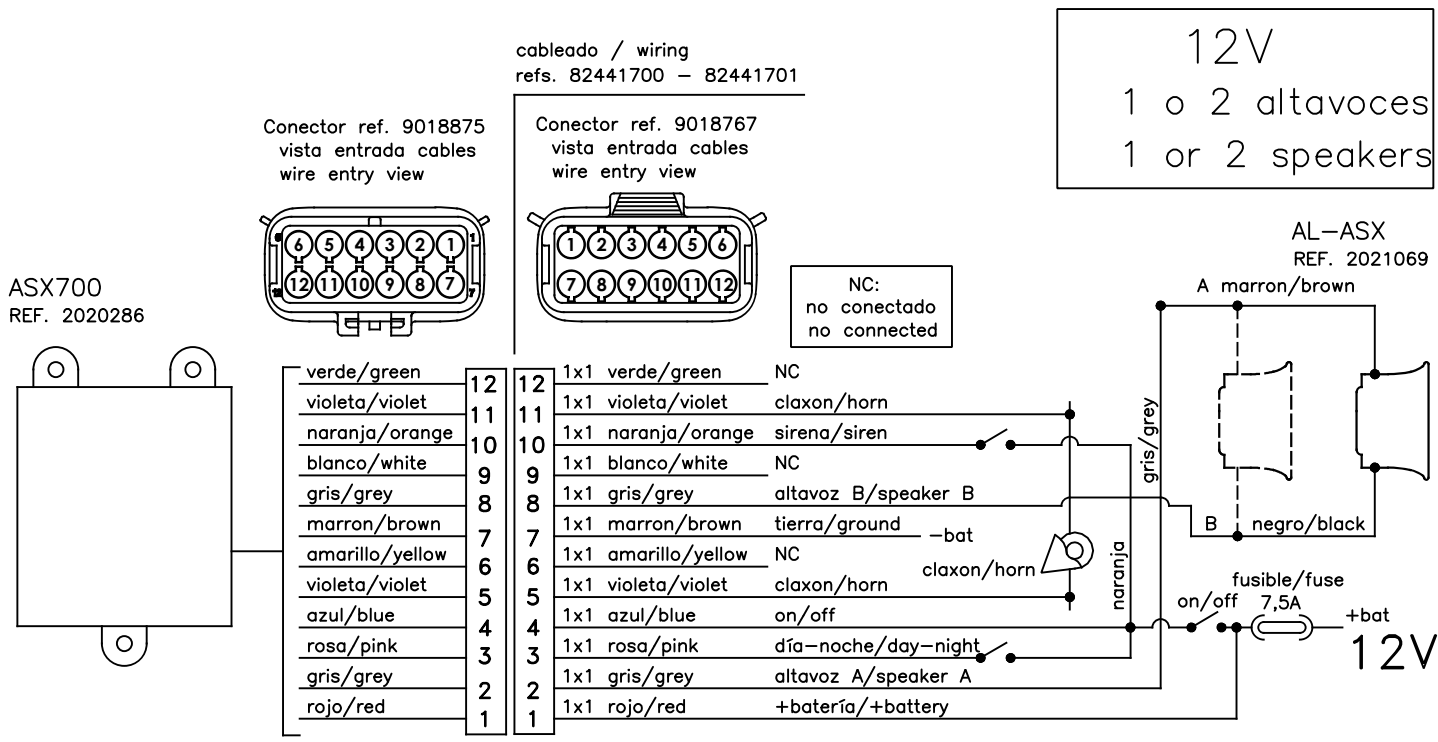 cableado / wiring
refs. 82441700 – 82441701
12V
1 o 2 altavoces
1 or 2 speakers
Conector ref. 9018875
vista entrada cables
wire entry view
Conector ref. 9018767
vista entrada cables
wire entry view
6 5 4 3 2 1
12 11 10 9 8 7
1 2 3 4 5 6
7 8 9 10 11 12
NC:
no conectado
no connected
AL–ASX
REF. 2021069
ASX700
REF. 2020286
A marron/brown
gris/grey
B negro/black
verde/green 12 12 1x1 verde/green NC
violeta/violet 11 11 1x1 violeta/violet claxon/horn
naranja/orange 10 10 1x1 naranja/orange sirena/siren
blanco/white 9 9 1x1 blanco/white NC
gris/grey 8 8 1x1 gris/grey altavoz B/speaker B
marron/brown 7 7 1x1 marron/brown tierra/ground –bat
amarillo/yellow 6 6 1x1 amarillo/yellow NC
claxon/horn
violeta/violet 5 5 1x1 violeta/violet claxon/horn
azul/blue 4 4 1x1 azul/blue on/off
rosa/pink 3 3 1x1 rosa/pink día–noche/day–night
gris/grey 2 2 1x1 gris/grey altavoz A/speaker A
rojo/red 1 1 1x1 rojo/red +batería/+battery
naranja
on/off
fusible/fuse
7,5A
+bat
12V